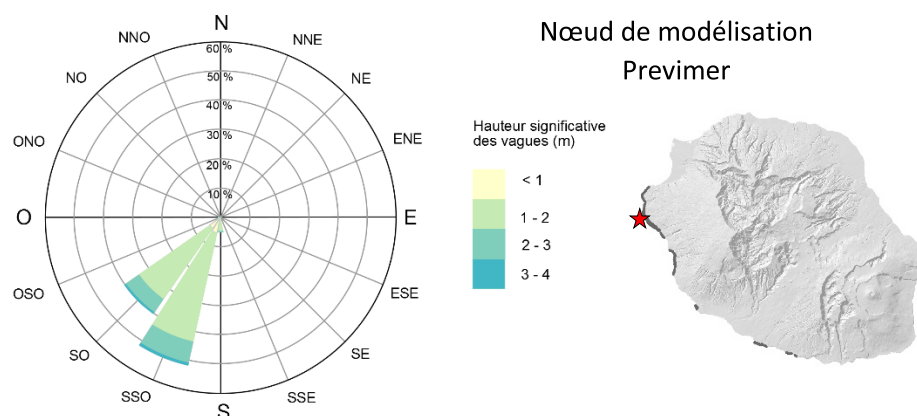 N
NNO
NNE
NO
NE
ONO
ENE
O
E
OSO
ESE
SO
SE
SSO
SSE
S
60 %
50 %
40 %
30 %
20 %
10 %
Nœud de modélisation
Previmer
Hauteur significative
des vagues (m)
< 1
1 - 2
2 - 3
3 - 4